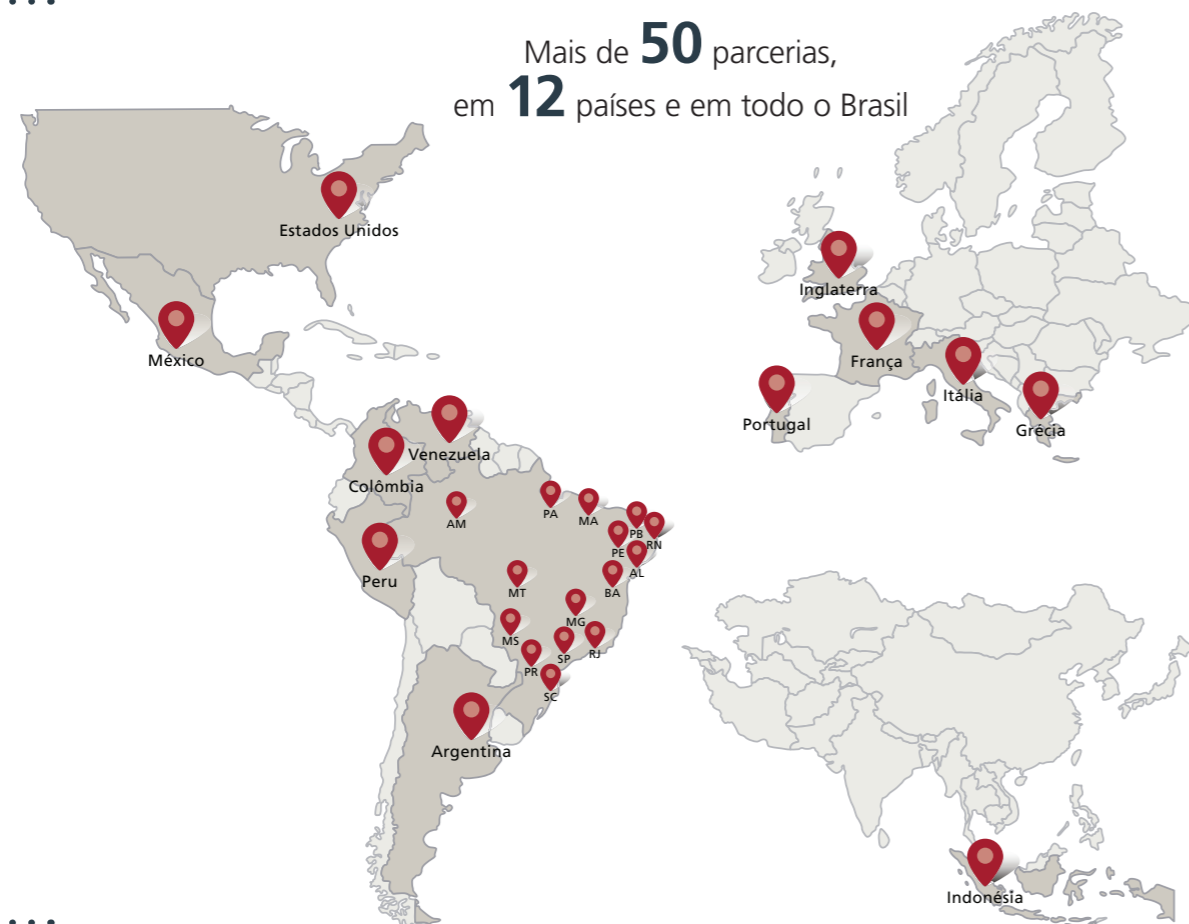 Mais de 50 parcerias,
em 12 países e em todo o Brasil
Estados Unidos
México
Inglaterra
França
Itália
Portugal
Grécia
Venezuela
Colômbia
Peru
AM
PA
MA
PB
RN
PE
AL
MT
BA
MG
MS
SP
RJ
PR
SC
Argentina
Indonésia